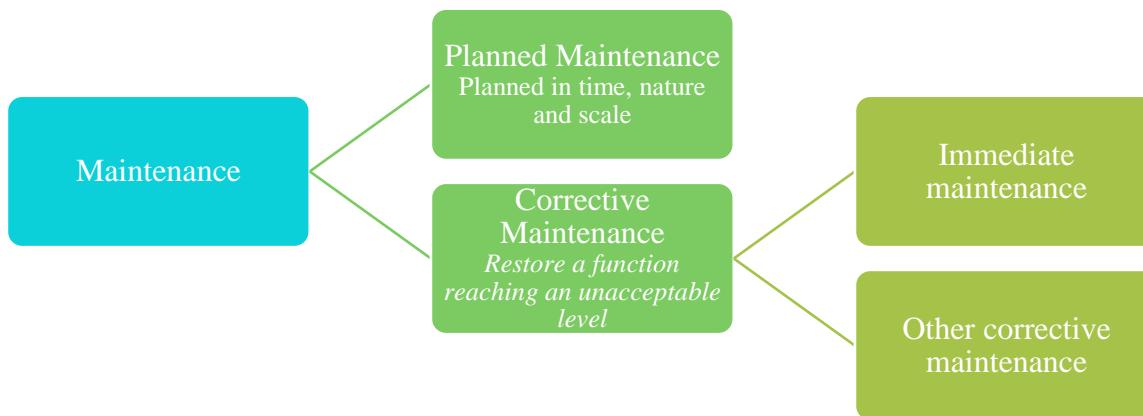 Maintenance
Planned Maintenance
Planned in time, nature
and scale
Corrective
Maintenance
Restore a function
reaching an unacceptable
level
Immediate
maintenance
Other corrective
maintenance